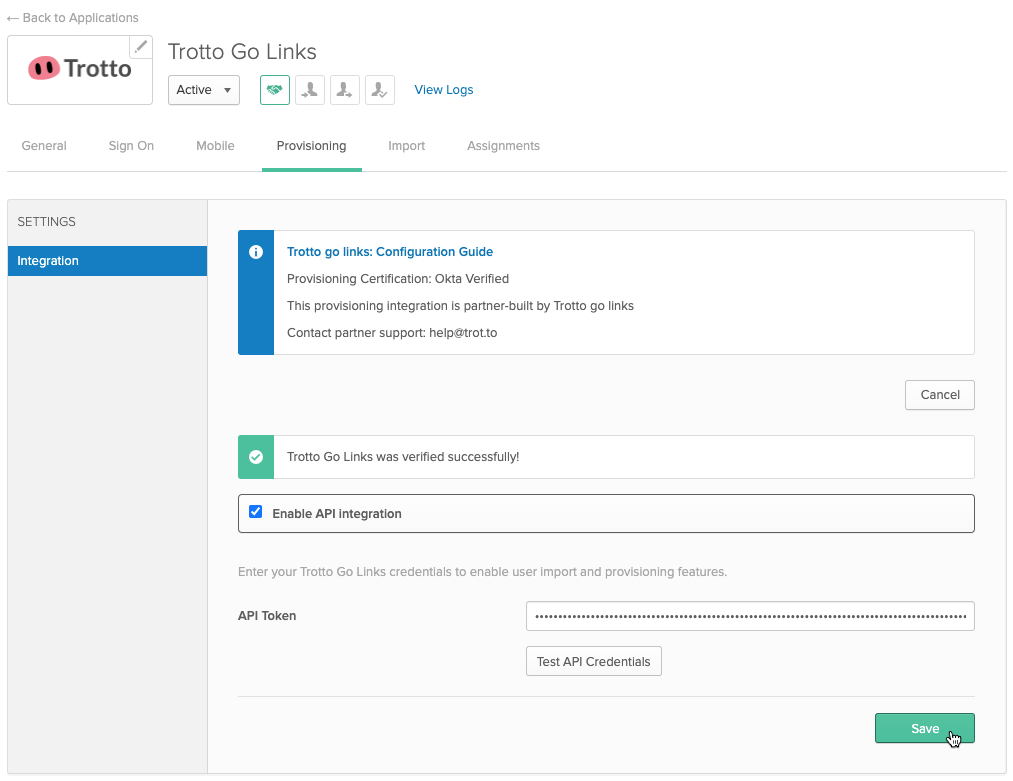 ← Back to Applications
Trotto
Trotto Go Links
Active
View Logs
General Sign On Mobile Provisioning Import Assignments
SETTINGS
Integration
Trotto go links: Configuration Guide
Provisioning Certification: Okta Verified
This provisioning integration is partner-built by Trotto go links
Contact partner support: help@trot.to
Cancel
Trotto Go Links was verified successfully!
Enable API integration
Enter your Trotto Go Links credentials to enable user import and provisioning features.
API Token
Test API Credentials
Save